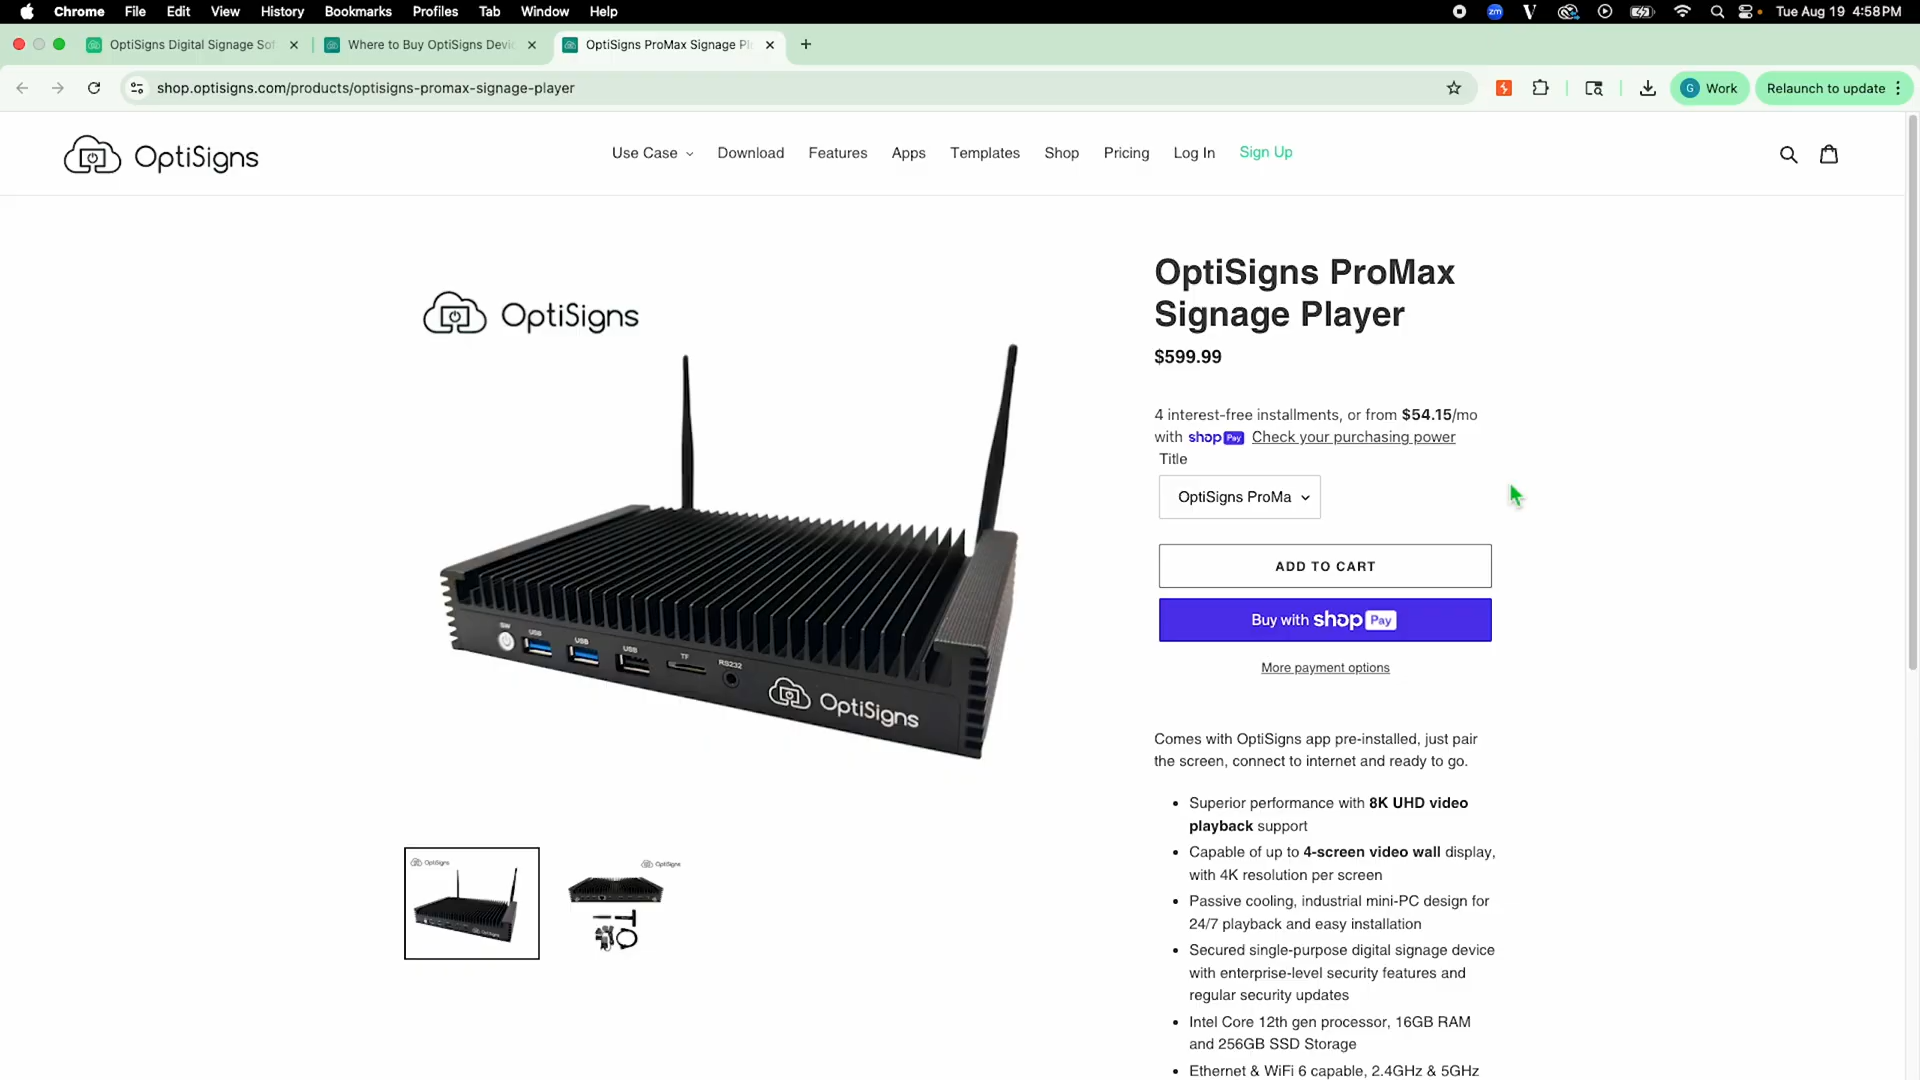 Chrome File Edit View History Bookmarks Profiles Tab Window Help
zm
Tue Aug 19 4:58PM
OptiSigns Digital Signage Sof
Where to Buy OptiSigns Devi
OptiSigns ProMax Signage Pl
shop.optisigns.com/products/optisigns-promax-signage-player
G Work
Relaunch to update
OptiSigns
Use Case Download Features Apps Templates Shop Pricing Log In Sign Up
OptiSigns
SW USB USB USB TF RS232
OptiSigns
OptiSigns
OptiSigns
OptiSigns ProMax
Signage Player
$599.99
4 interest-free installments, or from $54.15/mo
with shop Pay Check your purchasing power
Title
OptiSigns ProMa
ADD TO CART
Buy with shop Pay
More payment options
Comes with OptiSigns app pre-installed, just pair
the screen, connect to internet and ready to go.
• Superior performance with 8K UHD video
playback support
• Capable of up to 4-screen video wall display,
with 4K resolution per screen
• Passive cooling, industrial mini-PC design for
24/7 playback and easy installation
• Secured single-purpose digital signage device
with enterprise-level security features and
regular security updates
• Intel Core 12th gen processor, 16GB RAM
and 256GB SSD Storage
• Ethernet & WiFi 6 capable, 2.4GHz & 5GHz